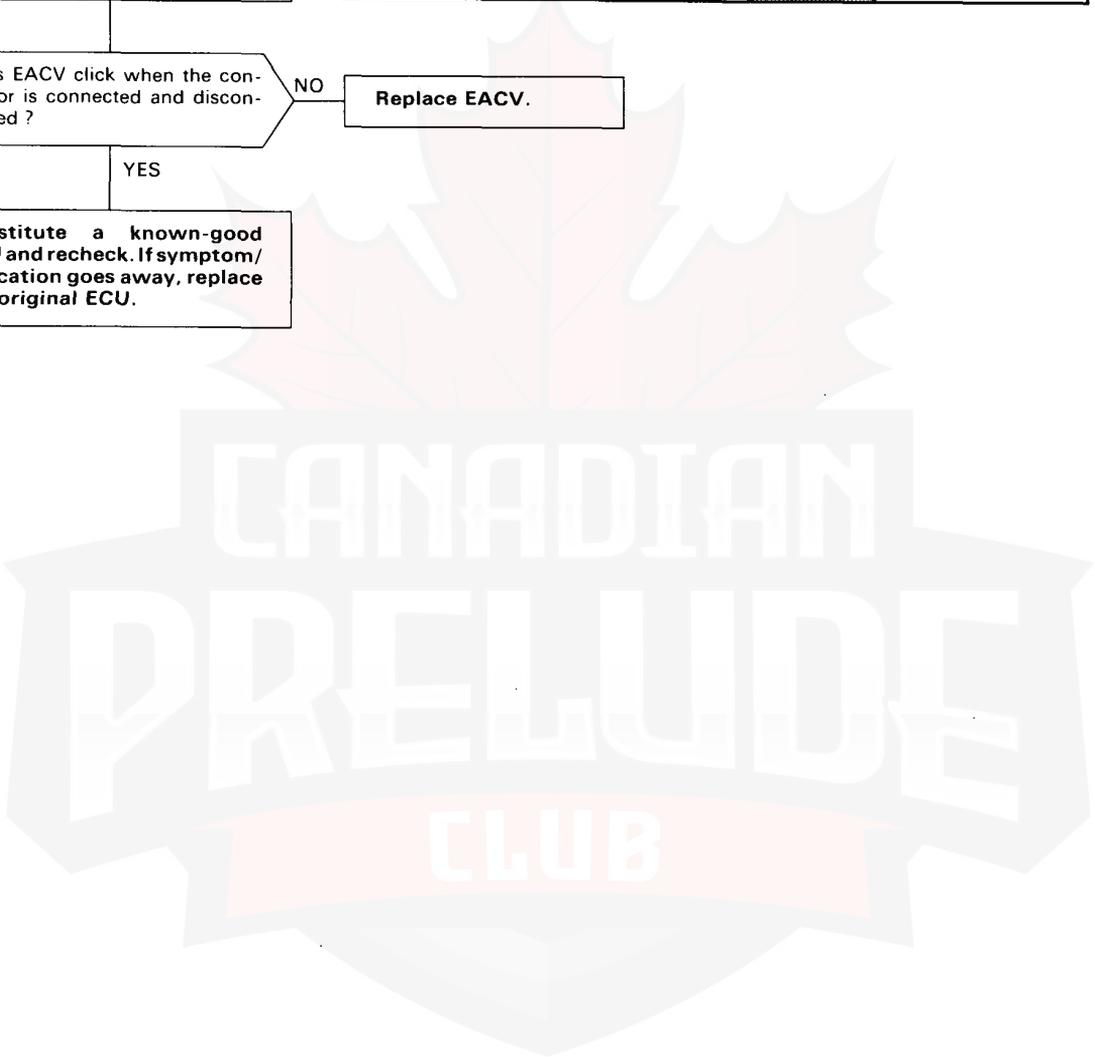 s EACV click when the con-
or is connected and discon-
ed ?
NO
Replace EACV.
YES
stitute a known-good
and recheck. If symptom/
cation goes away, replace
original ECU.
CANADIAN
PRELUDE
CLUB